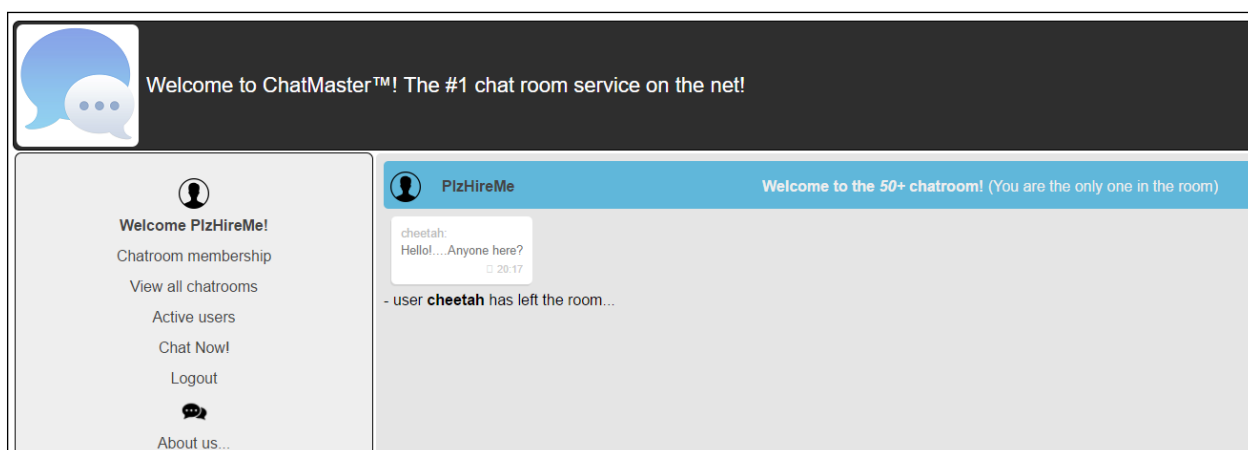 Welcome to ChatMaster™! The #1 chat room service on the net!
Welcome PlzHireMe!
Chatroom membership
View all chatrooms
Active users
Chat Now!
Logout
About us...
PlzHireMe
Welcome to the 50+ chatroom! (You are the only one in the room)
cheetah:
Hello!....Anyone here?
20:17
- user cheetah has left the room...